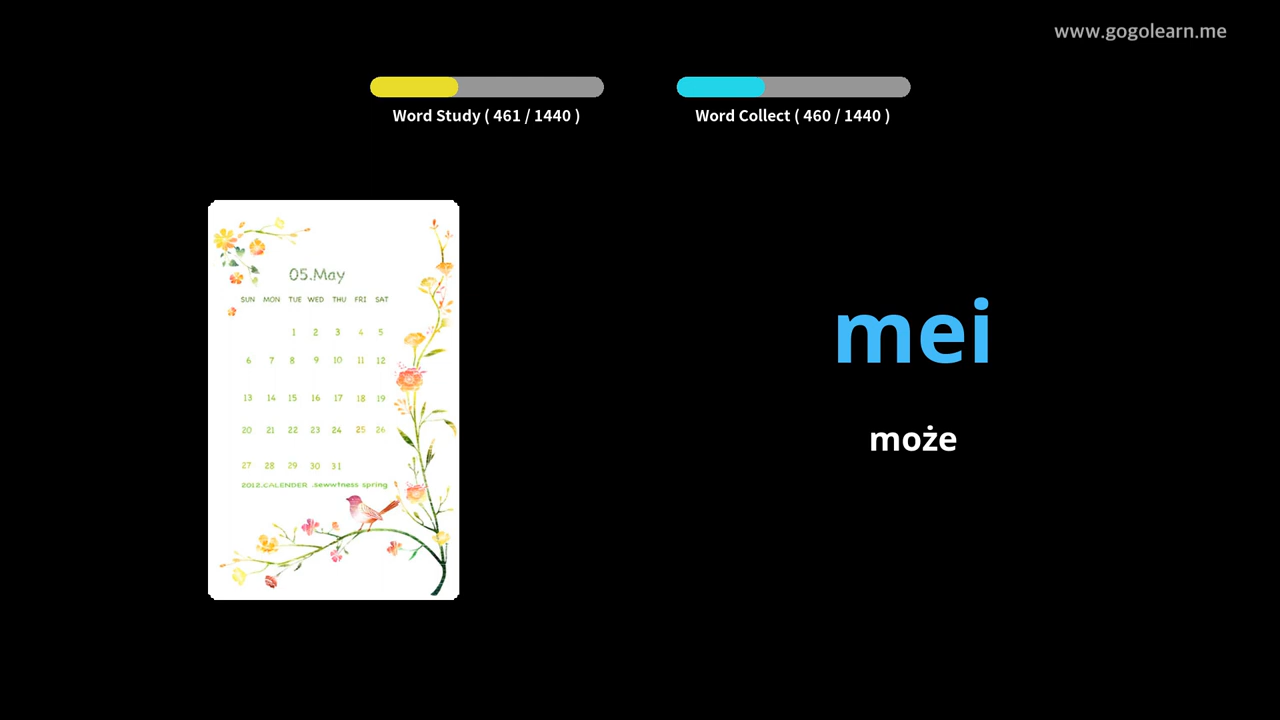 www.gogolearn.me
Word Study ( 461 / 1440 )
Word Collect ( 460 / 1440 )
05.May
SUN MON TUE WED THU FRI SAT
1 2 3 4 5
6 7 8 9 10 11 12
13 14 15 16 17 18 19
20 21 22 23 24 25 26
27 28 29 30 31
2012.CALENDER .sewwtness spring
mei
może